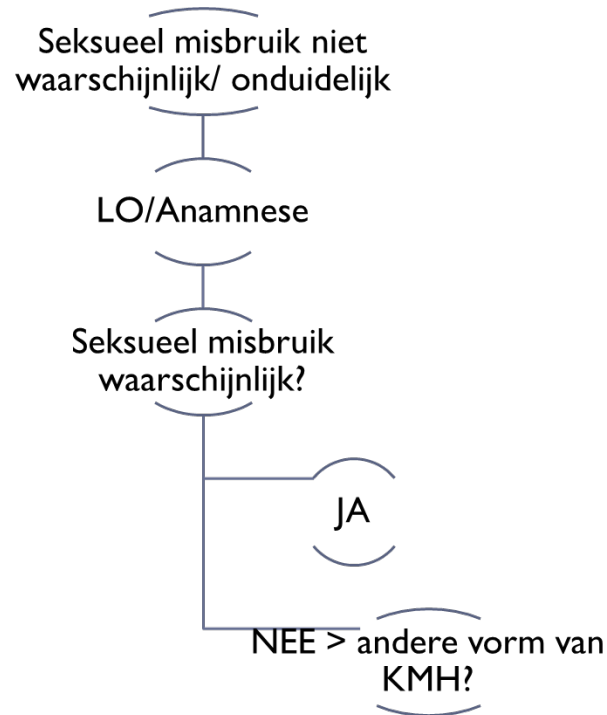 Seksueel misbruik niet
waarschijnlijk/ onduidelijk
LO/Anamnese
Seksueel misbruik
waarschijnlijk?
JA
NEE > andere vorm van
KMH?